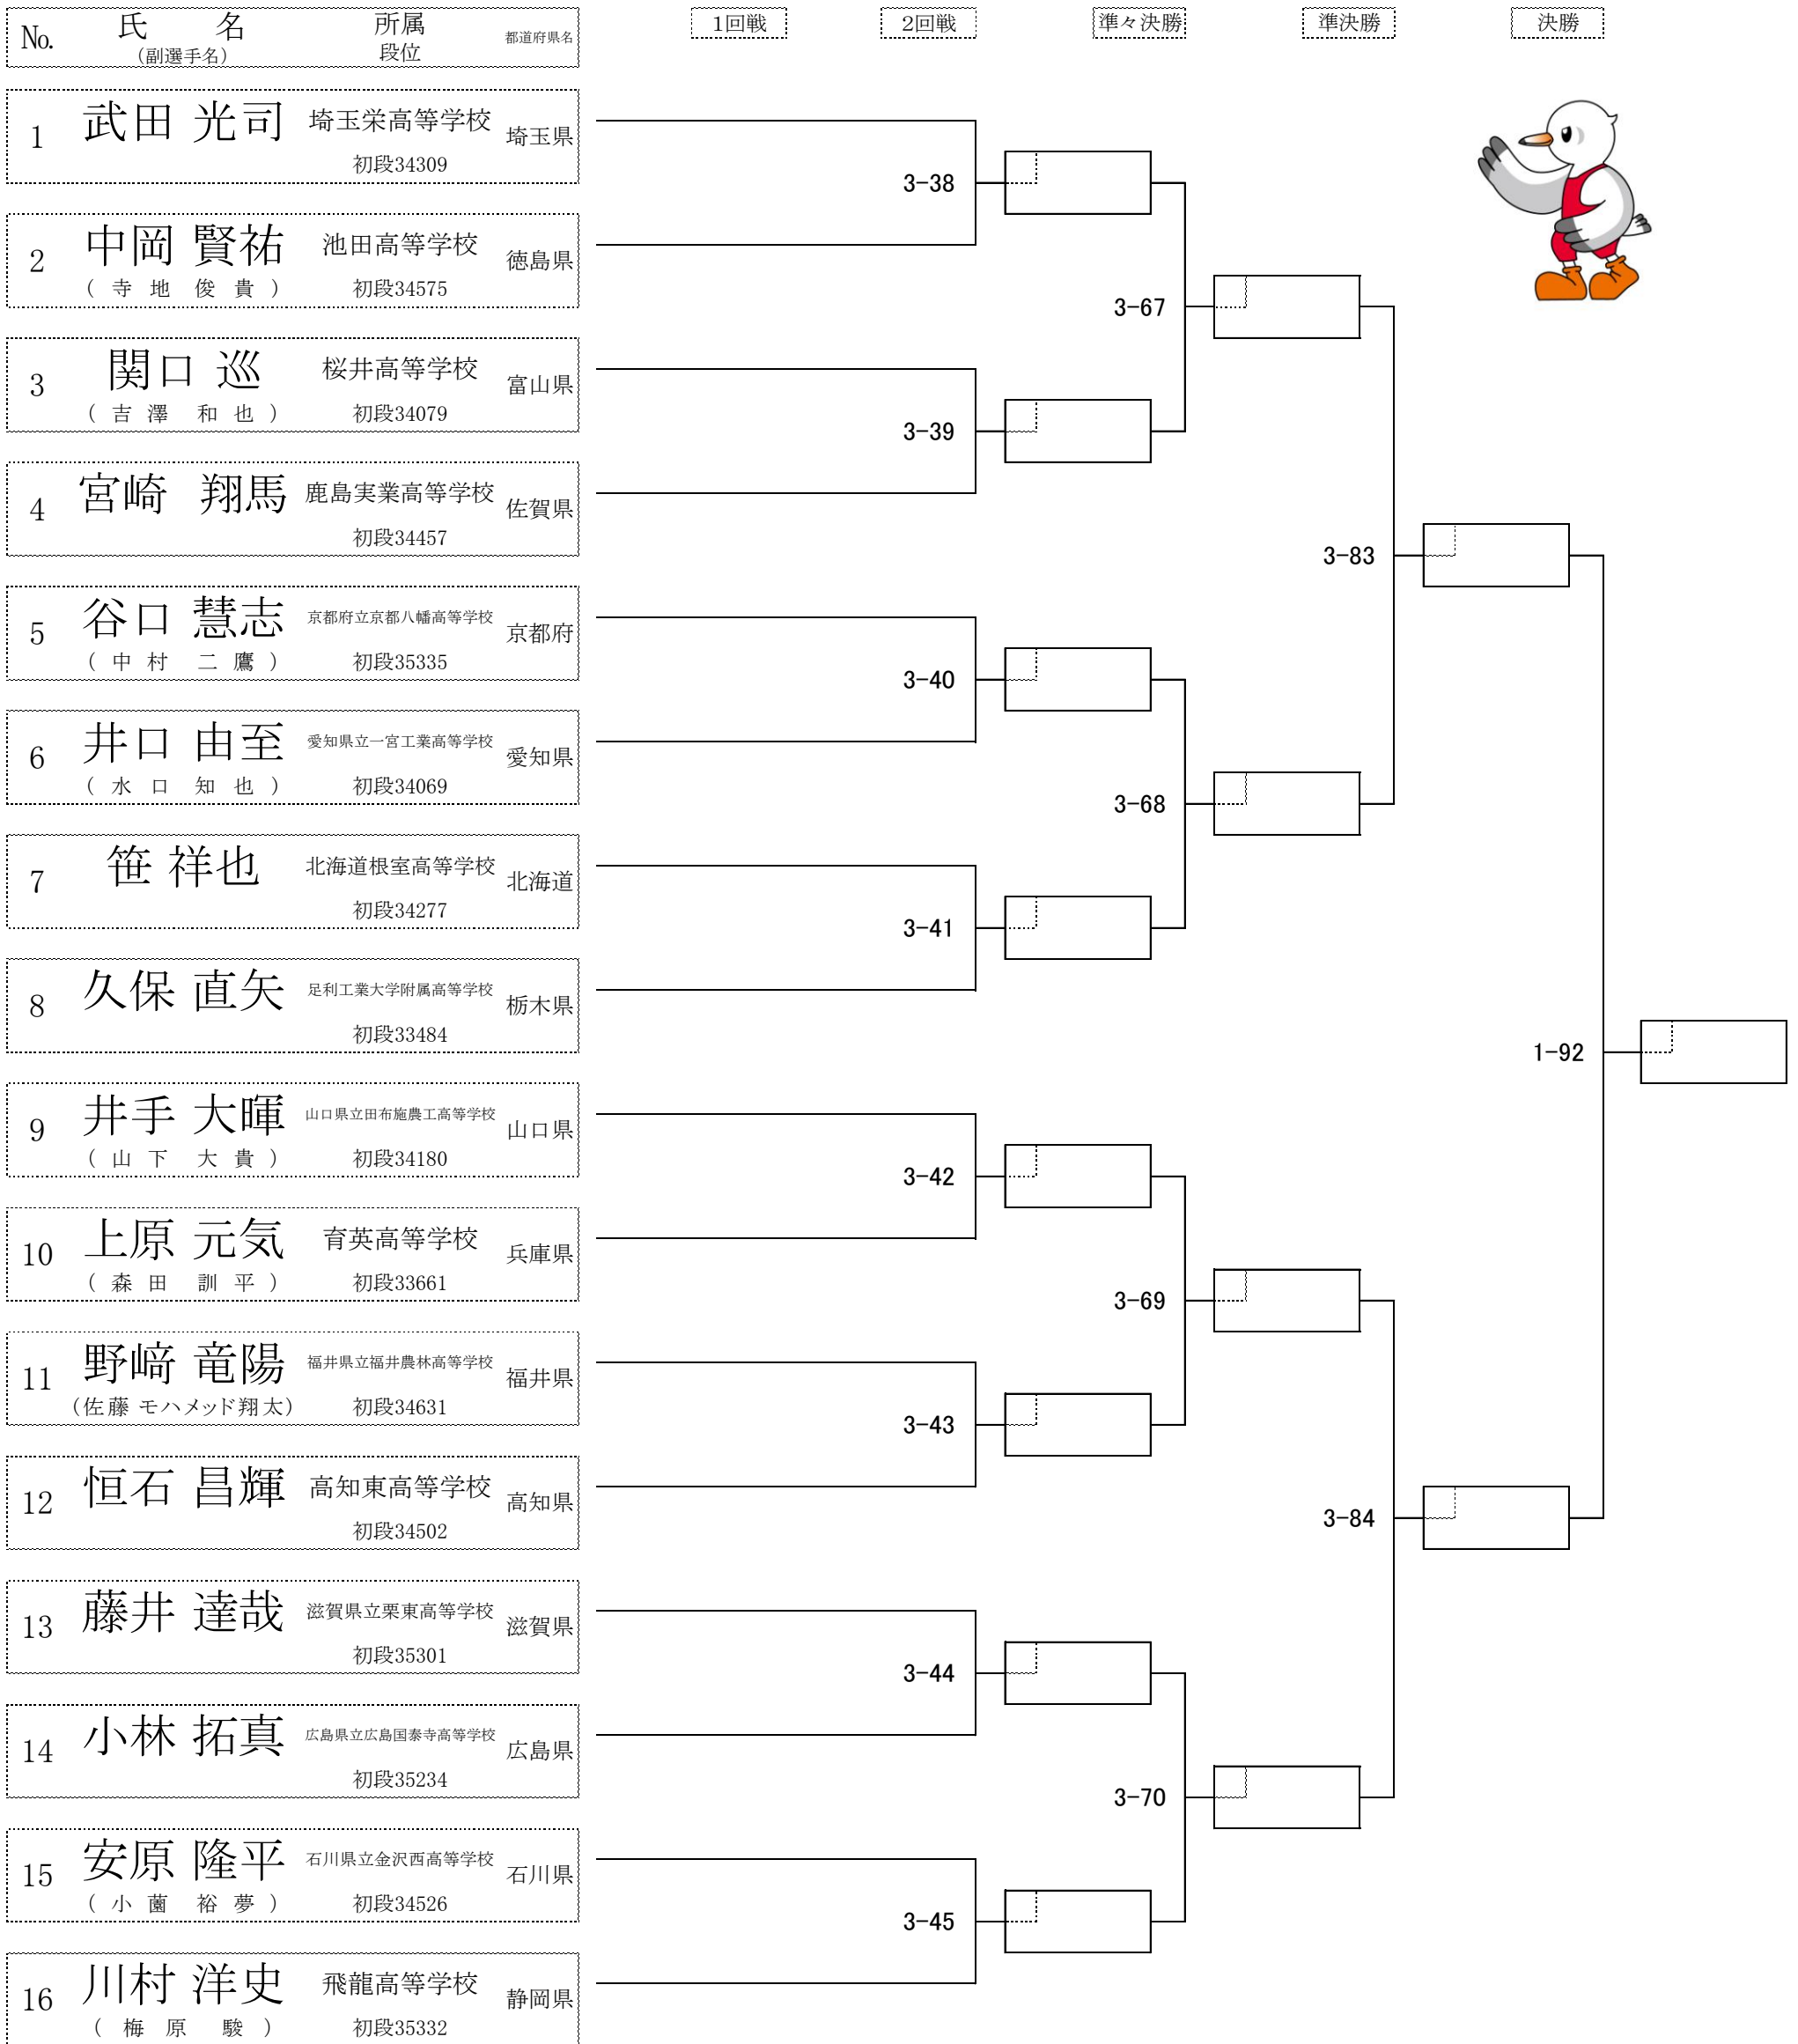 No. 氏 名 所属 都道府県名 1回戦 2回戦 準々決勝 準決勝 決勝
(副選手名) 段位
1 武田 光司 埼玉栄高等学校 埼玉県
初段34309
3-38
2 中岡 賢祐 池田高等学校 徳島県
( 寺 地 俊 貴 ) 初段34575
3-67
3 関口 巡 桜井高等学校 富山県
( 吉 澤 和 也 ) 初段34079
3-39
4 宮崎 翔馬 鹿島実業高等学校 佐賀県
初段34457
3-83
5 谷口 慧志 京都府立京都八幡高等学校 京都府
( 中 村 二 鷹 ) 初段35335
3-40
6 井口 由至 愛知県立一宮工業高等学校 愛知県
( 水 口 知 也 ) 初段34069
3-68
7 笹 祥也 北海道根室高等学校 北海道
初段34277
3-41
8 久保 直矢 足利工業大学附属高等学校 栃木県
初段33484
1-92
9 井手 大暉 山口県立田布施農工高等学校 山口県
( 山 下 大 貴 ) 初段34180
3-42
10 上原 元気 育英高等学校 兵庫県
( 森 田 訓 平 ) 初段33661
3-69
11 野﨑 竜陽 福井県立福井農林高等学校 福井県
(佐藤 モハメッド翔太) 初段34631
3-43
12 恒石 昌輝 高知東高等学校 高知県
初段34502
3-84
13 藤井 達哉 滋賀県立栗東高等学校 滋賀県
初段35301
3-44
14 小林 拓真 広島県立広島国泰寺高等学校 広島県
初段35234
3-70
15 安原 隆平 石川県立金沢西高等学校 石川県
( 小 薗 裕 夢 ) 初段34526
3-45
16 川村 洋史 飛龍高等学校 静岡県
( 梅 原 駿 ) 初段35332